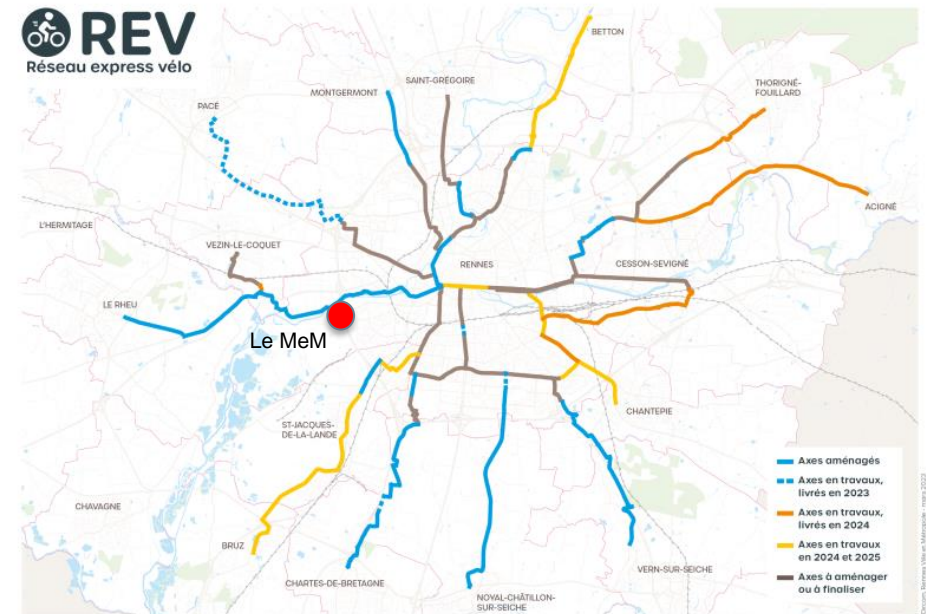 REV
Réseau express vélo
BETTON
SAINT-GRÉGOIRE
MONTGERMONT
THORIGNÉ-
FOUILLARD
PACÉ
ACIGNÉ
L'HERMITAGE
VEZIN-LE-COQUET
RENNES
CESSON-SEVIGNÉ
LE RHEU
Le MeM
CHANTEPIE
ST-JACQUES-
DE-LA-LANDE
CHAVAGNE
BRUZ
CHARTES-DE-BRETAGNE
VERN-SUR-SEICHE
NOYAL-CHÂTILLON-
SUR-SEICHE
Axes aménagés
Axes en travaux,
livrés en 2023
Axes en travaux,
livrés en 2024
Axes en travaux
en 2024 et 2025
Axes à aménager
ou à finaliser